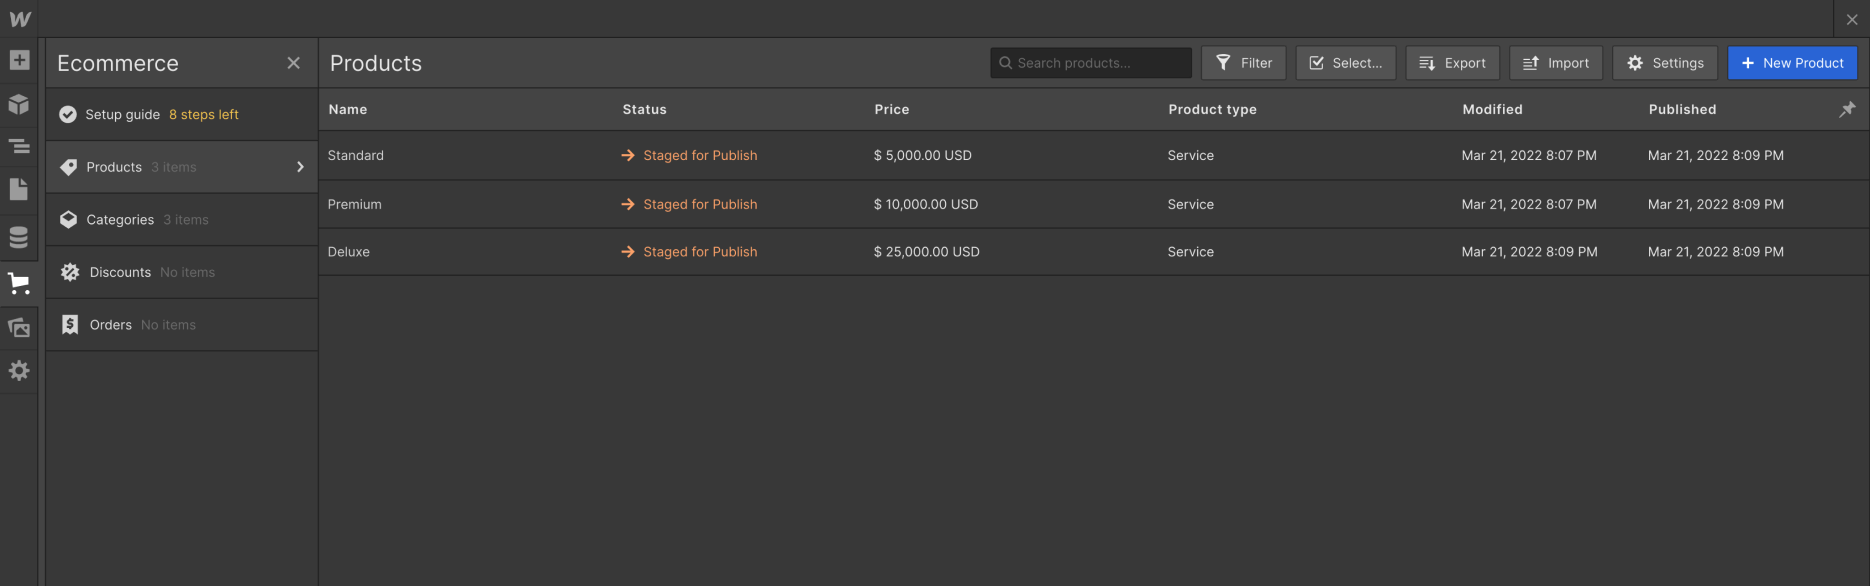 W
Ecommerce
Setup guide 8 steps left
Products 3 items
Categories 3 items
Discounts No items
Orders No items
Products
Search products...
Filter
Select...
Export
Import
Settings
+ New Product
Name Status Price Product type Modified Published
Standard → Staged for Publish $ 5,000.00 USD Service Mar 21, 2022 8:07 PM Mar 21, 2022 8:09 PM
Premium → Staged for Publish $ 10,000.00 USD Service Mar 21, 2022 8:07 PM Mar 21, 2022 8:09 PM
Deluxe → Staged for Publish $ 25,000.00 USD Service Mar 21, 2022 8:09 PM Mar 21, 2022 8:09 PM